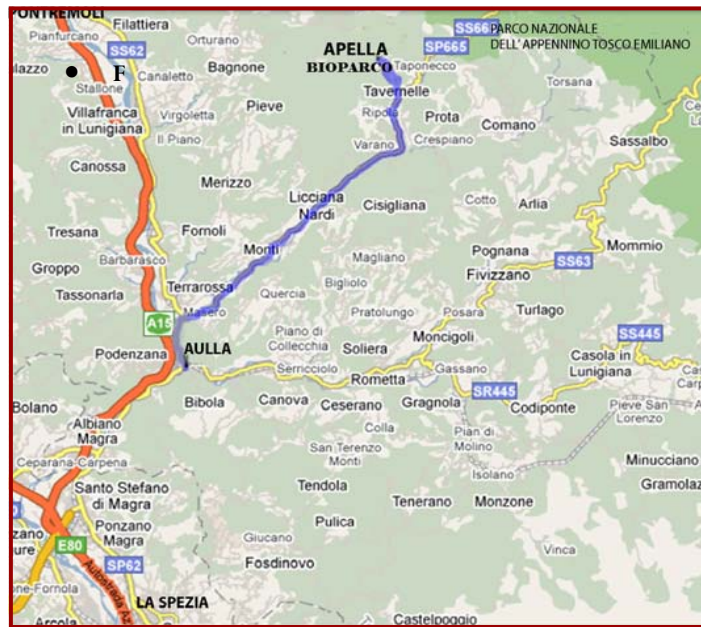 PONTREMOLI
Filattiera
SS66
PARCO NAZIONALE
DELL' APPENNINO TOSCO EMILIANO
Pianfurcano
SS62
Orturano
APELLA
BIOPARCO
SP665
Taponecco
F
Canaletto
Bagnone
Torsana
Stallone
Tavernelle
Villafranca
in Lunigiana
Virgoletta
Pieve
Ripola
Prota
Comano
Il Piano
Varano
Crespiano
Sassalbo
Canossa
Merizzo
Licciana
Nardi
Cisigliana
Cotto
Arlia
Tresana
Fornoli
Barbarasco
Monti
Magliano
Pognana
Mommio
Groppo
Fivizzano
SS63
Tassonarla
Terrarossa
Quercia
Bigliolo
Masero
Pratolungo
Posara
Turlago
A15
Piano di
Collecchia
Moncigoli
SS445
Podenzana
AULLA
Soliera
Casola in
Lunigiana
Serricciolo
Rometta
Gassano
SR445
Bolano
Bibola
Canova
Ceserano
Gragnola
Codiponte
Pieve San
Lorenzo
Albiano
Magra
Colla
Pian di
Molino
Ceparana-Carpena
San Terenzo
Monti
Isolano
Minucciano
Santo Stefano
di Magra
Tendola
Gramolaz
Tenerano
Monzone
Ponzano
Magra
Pulica
E80
Giucano
Vinca
SP62
Fosdinovo
Autostrada Az
LA SPEZIA
Arcola
Castelpoggio